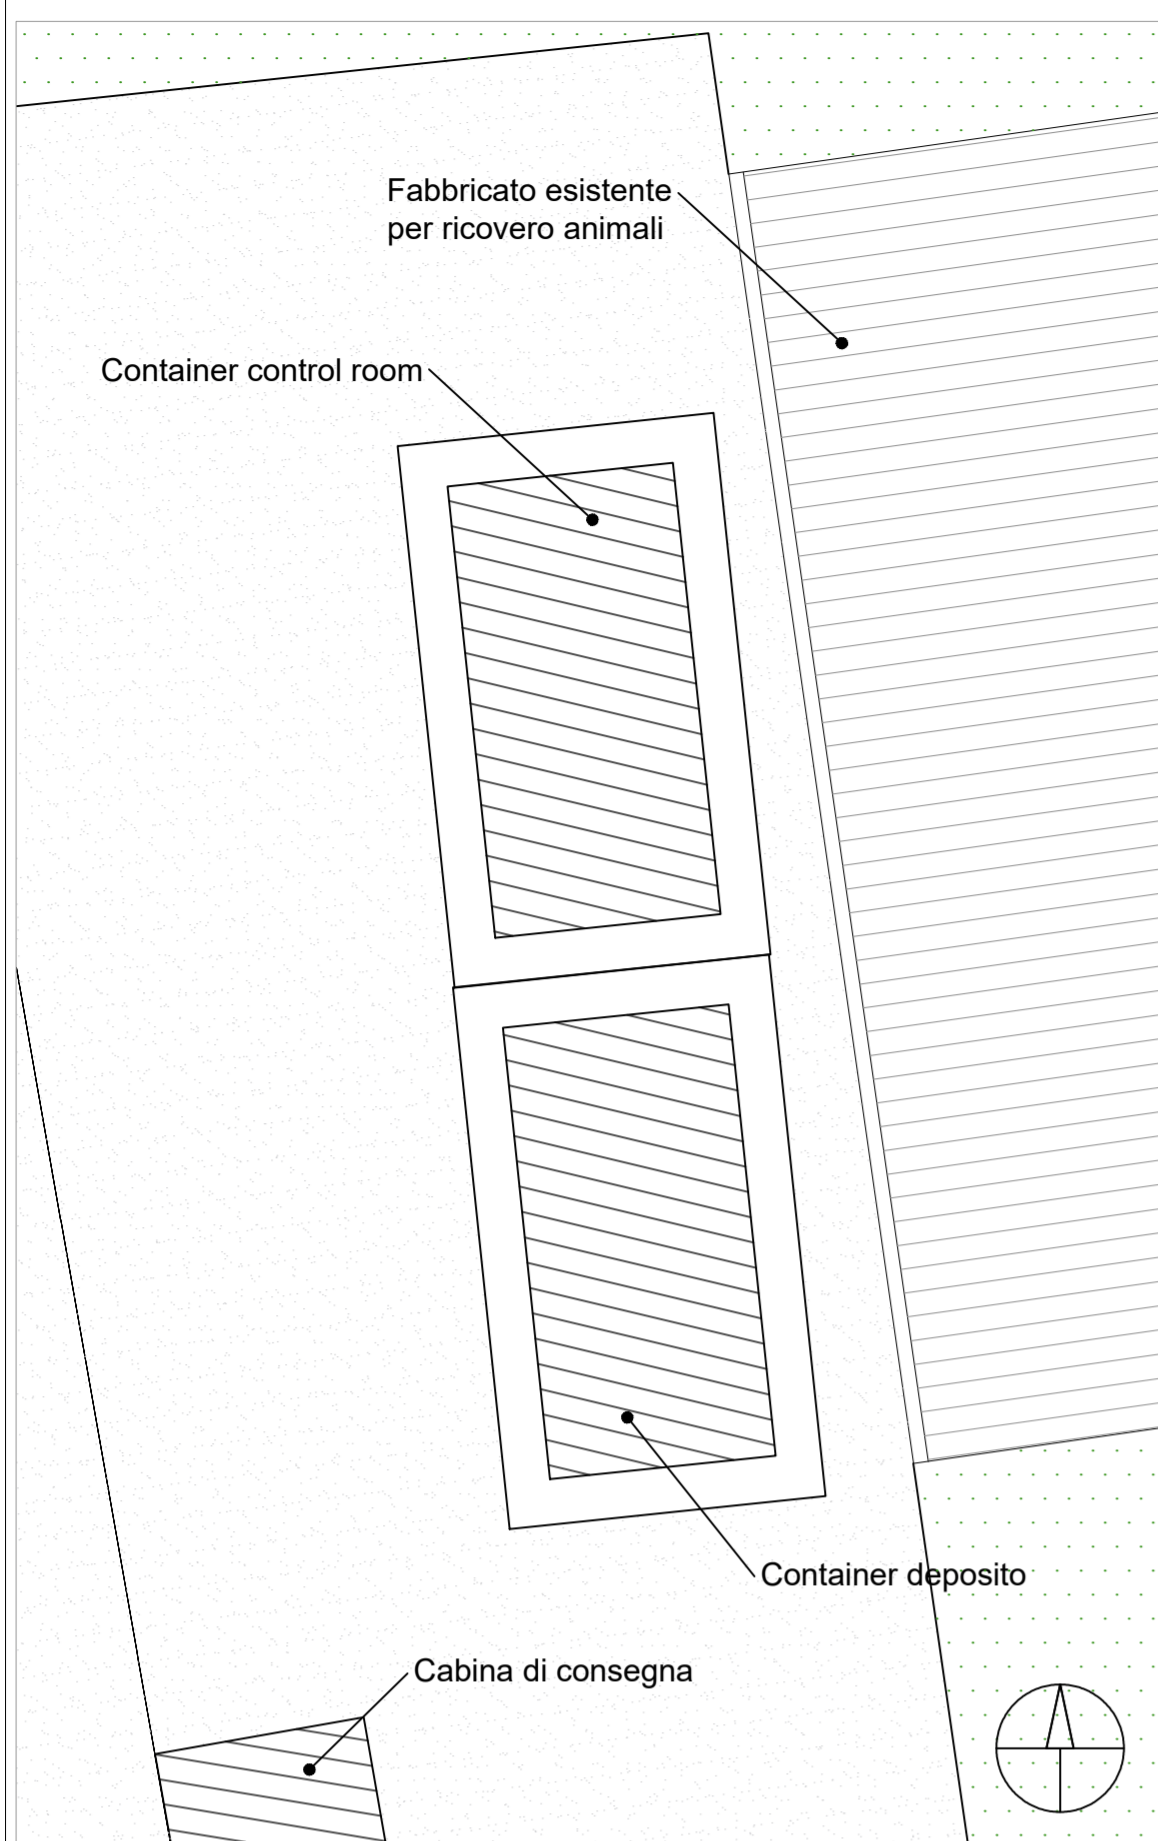 Fabbricato esistente
per ricovero animali
Container control room
Container deposito
Cabina di consegna